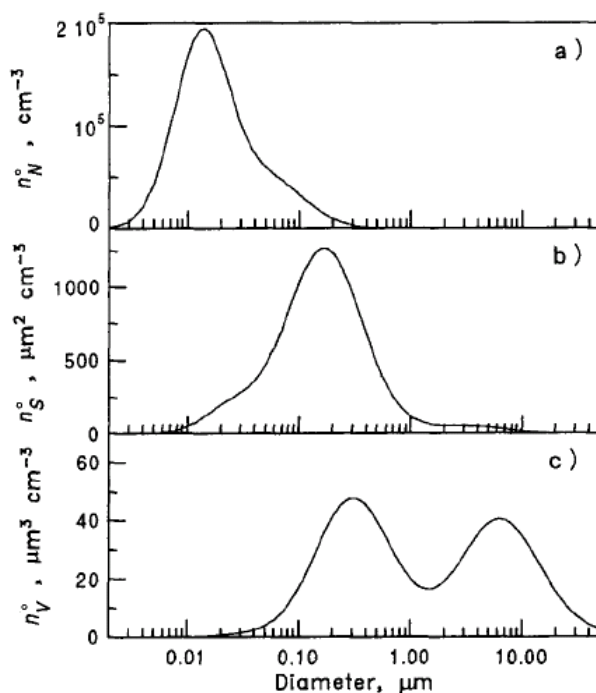 2 10⁵
a )
10⁵
0
n°N , cm⁻³
b )
1000
500
0
n°S , μm² cm⁻³
c )
60
40
20
0
n°V , μm³ cm⁻³
0.01 0.10 1.00 10.00
Diameter, μm